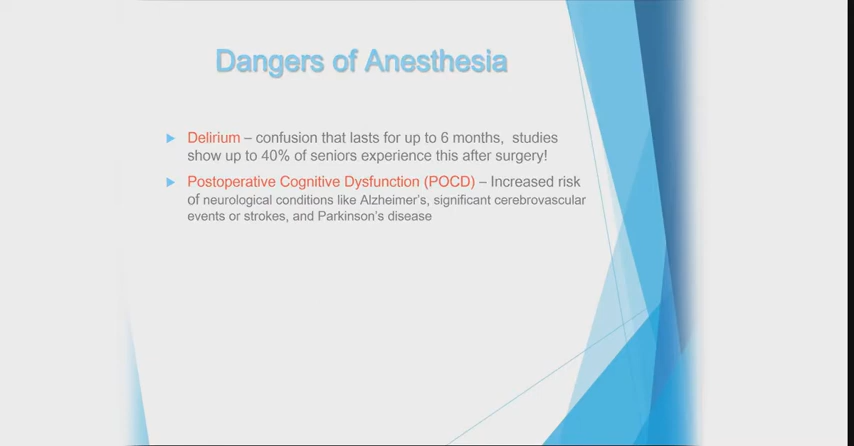 Dangers of Anesthesia
Delirium – confusion that lasts for up to 6 months, studies
show up to 40% of seniors experience this after surgery!
Postoperative Cognitive Dysfunction (POCD) – Increased risk
of neurological conditions like Alzheimer's, significant cerebrovascular
events or strokes, and Parkinson's disease